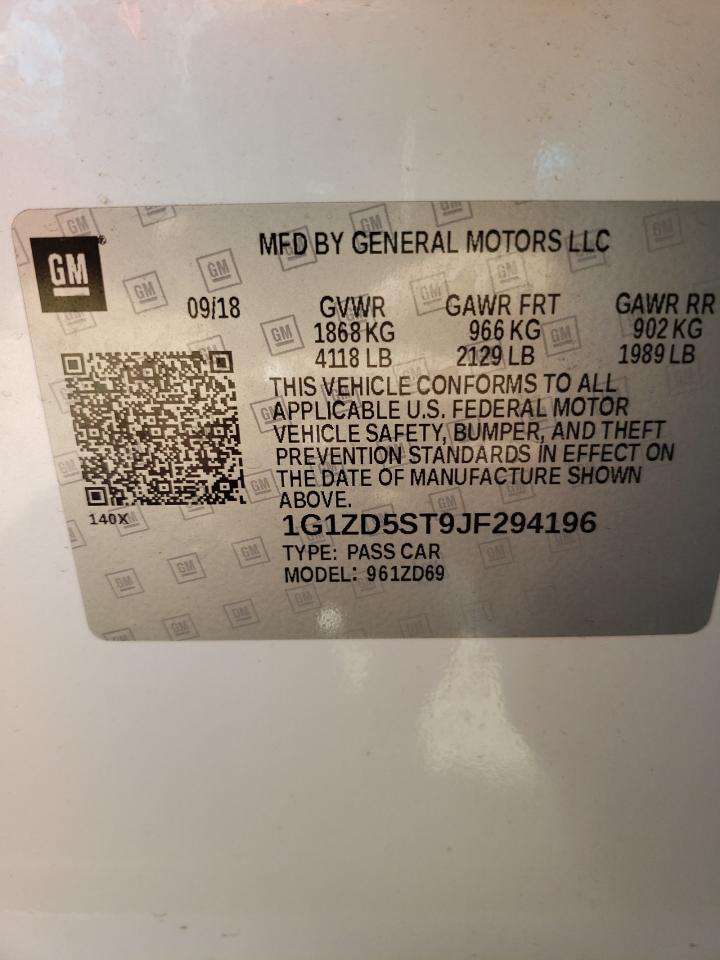 GM
MFD BY GENERAL MOTORS LLC
09/18 GVWR GAWR FRT GAWR RR
1868 KG 966 KG 902 KG
4118 LB 2129 LB 1989 LB
THIS VEHICLE CONFORMS TO ALL
APPLICABLE U.S. FEDERAL MOTOR
VEHICLE SAFETY, BUMPER, AND THEFT
PREVENTION STANDARDS IN EFFECT ON
THE DATE OF MANUFACTURE SHOWN
ABOVE.
140X
1G1ZD5ST9JF294196
TYPE: PASS CAR
MODEL: 961ZD69